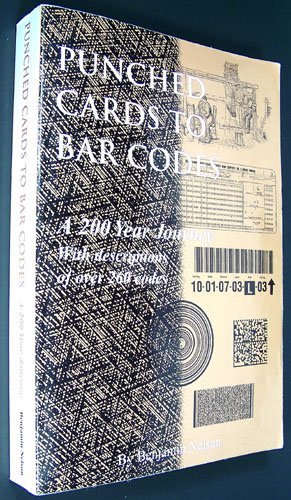 PUNCHED
CARDS TO
BAR CODES
A 200 Year Journey
With descriptions
of over 260 codes
10-01-07-03-L-03
By Benjamin Nelson
PUNCHED CARDS TO BAR CODES A 200 Year Journey Benjamin Nelson